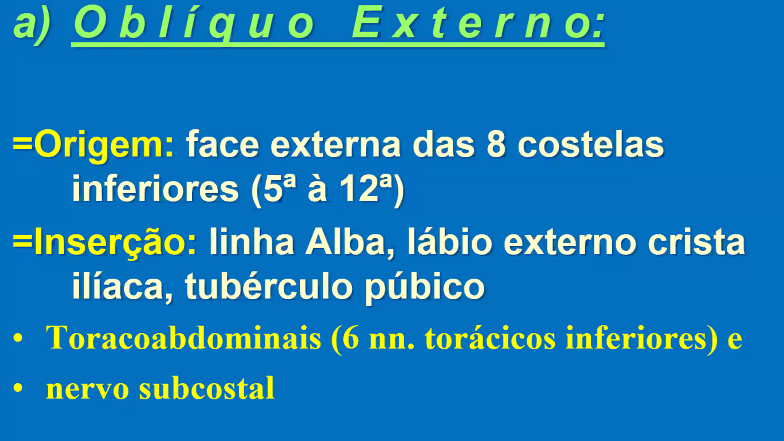 a) O b l í q u o E x t e r n o:
=Origem: face externa das 8 costelas
inferiores (5ª à 12ª)
=Inserção: linha Alba, lábio externo crista
ilíaca, tubérculo púbico
• Toracoabdominais (6 nn. torácicos inferiores) e
• nervo subcostal